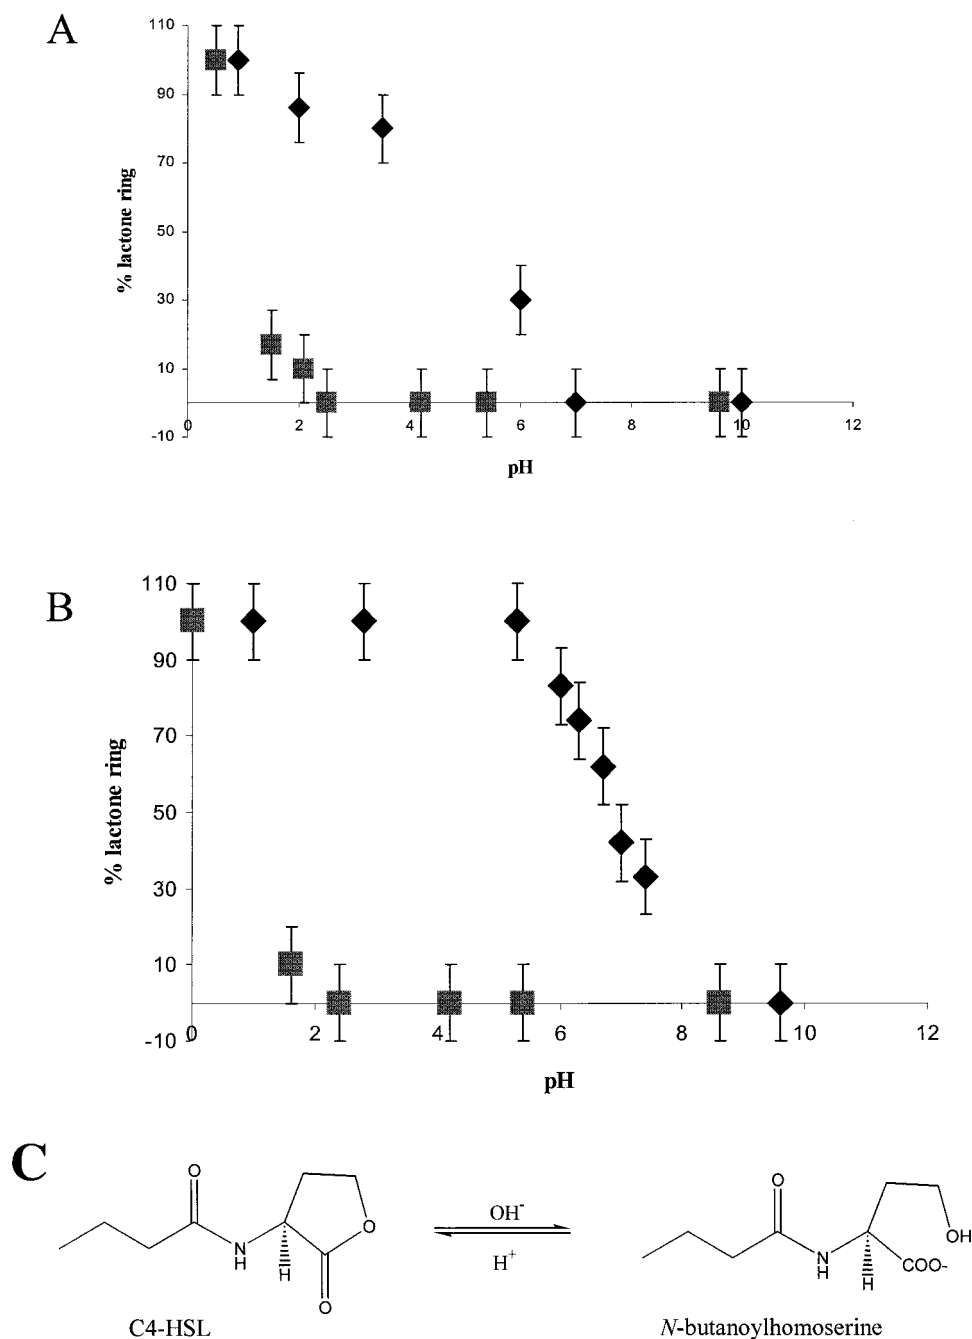 A
110
90
70
50
30
10
-10
% lactone ring
0 2 4 6 8 10 12
pH
B
110
90
70
50
30
10
-10
% lactone ring
0 2 4 6 8 10 12
pH
C
O
N
H
H
O
O
C4-HSL
OH-
H+
O
N
H
H
OH
COO-
N-butanoylhomoserine